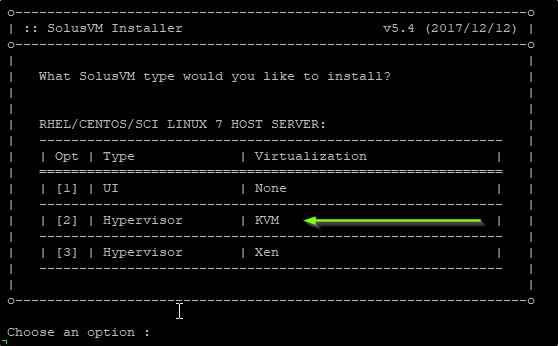 :: SolusVM Installer v5.4 (2017/12/12)
What SolusVM type would you like to install?
RHEL/CENTOS/SCI LINUX 7 HOST SERVER:
| Opt | Type | Virtualization |
| [1] | UI | None |
| [2] | Hypervisor | KVM |
| [3] | Hypervisor | Xen |
Choose an option :